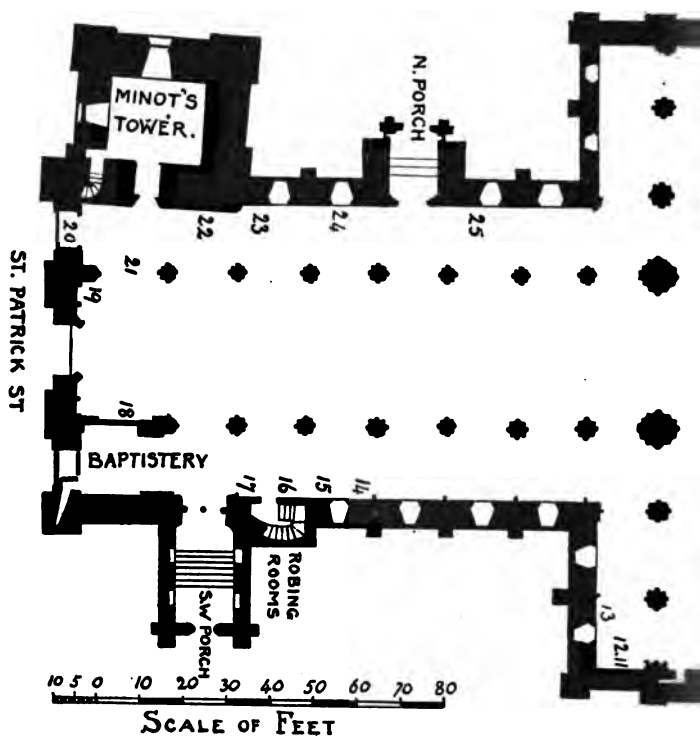 MINOT'S
TOWER.
N. PORCH
20
22
23
24
25
21
19
ST. PATRICK ST
18
BAPTISTERY
17
16
15
14
ROBING
ROOMS
S.W PORCH
13
12.11
10 5 0 10 20 30 40 50 60 70 80
SCALE OF FEET